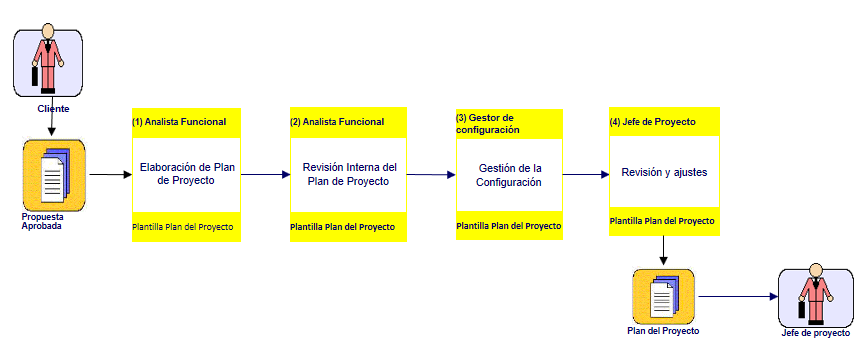 Cliente
Propuesta
Aprobada
(1) Analista Funcional
Elaboración de Plan
de Proyecto
Plantilla Plan del Proyecto
(2) Analista Funcional
Revisión Interna del
Plan de Proyecto
Plantilla Plan del Proyecto
(3) Gestor de
configuración
Gestión de la
Configuración
Plantilla Plan del Proyecto
(4) Jefe de Proyecto
Revisión y ajustes
Plantilla Plan del Proyecto
Plan del Proyecto
Jefe de proyecto